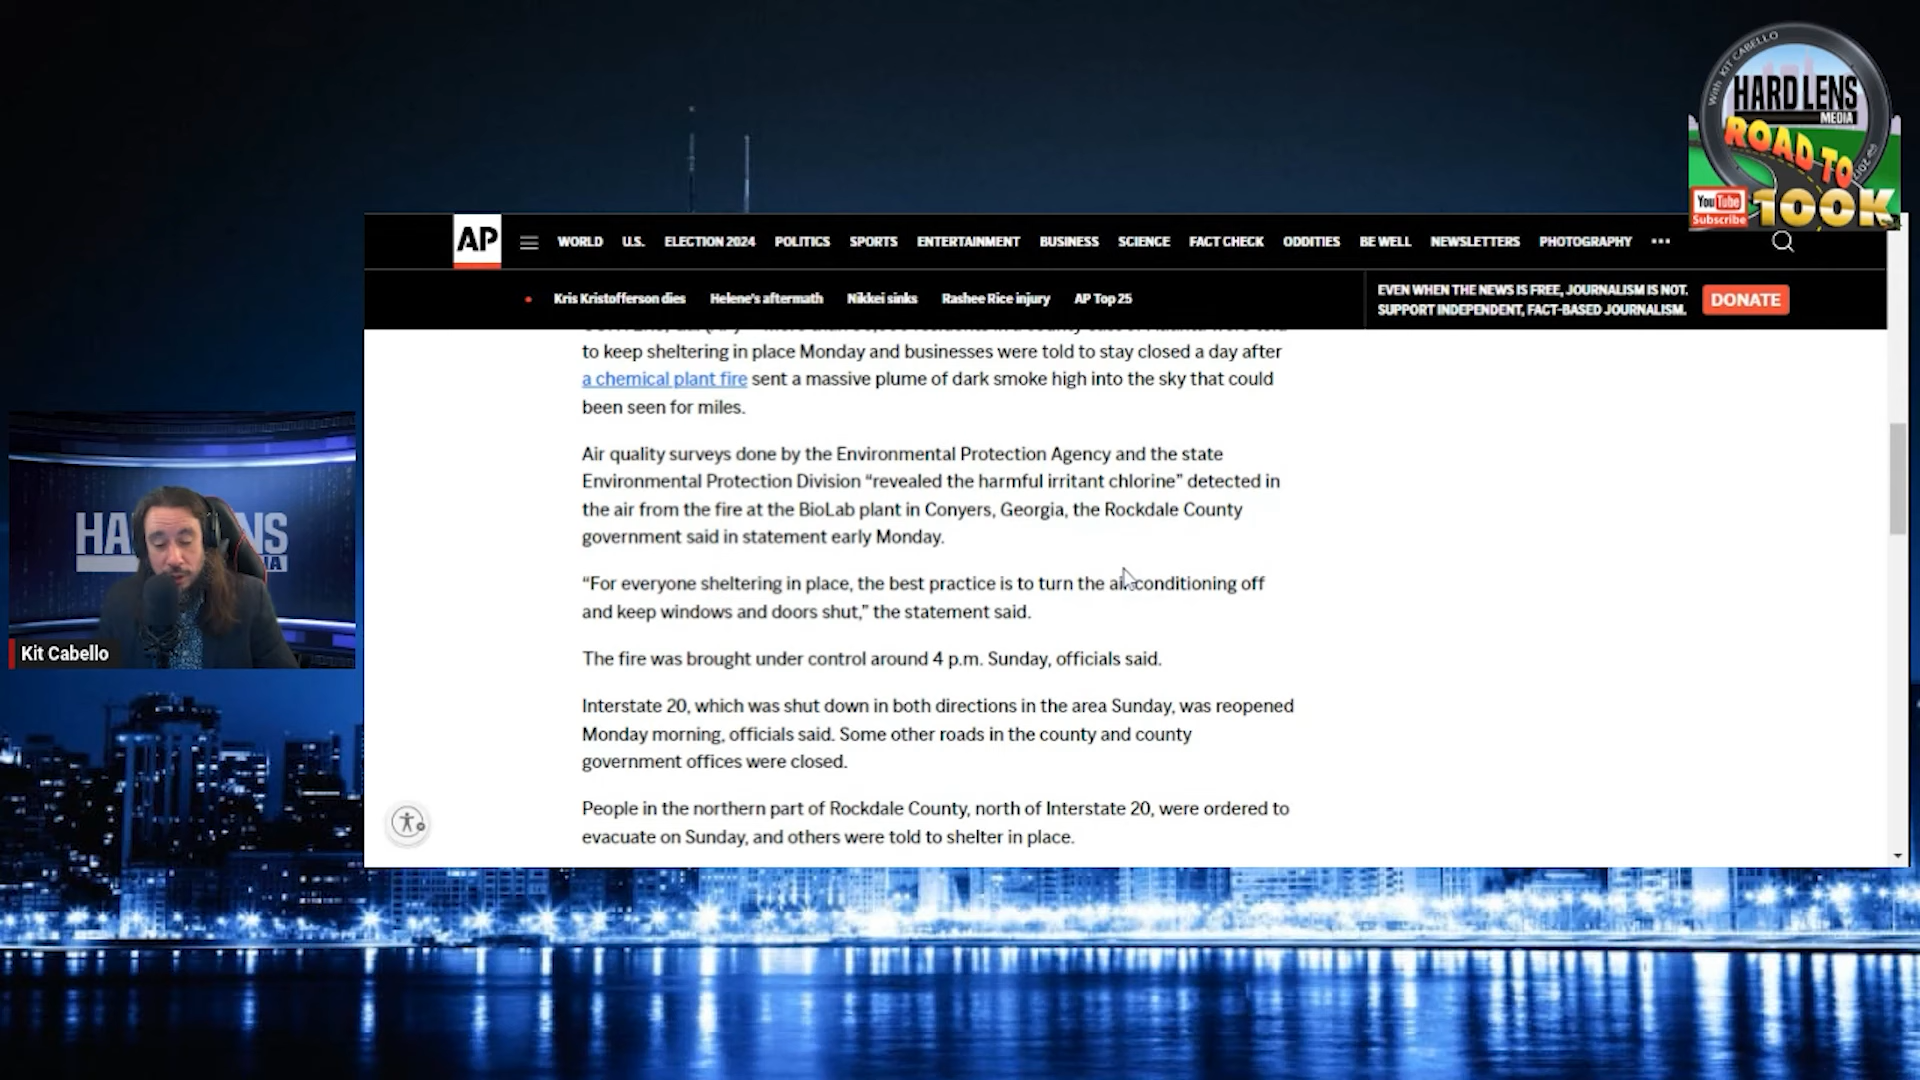 With KIT CABELLO
HARD LENS
MEDIA
ROAD TO
100K
YouTube
Subscribe
AP
WORLD U.S. ELECTION 2024 POLITICS SPORTS ENTERTAINMENT BUSINESS SCIENCE FACT CHECK ODDITIES BE WELL NEWSLETTERS PHOTOGRAPHY ...
Kris Kristofferson dies Helene's aftermath Nikkei sinks Rashee Rice injury AP Top 25
EVEN WHEN THE NEWS IS FREE, JOURNALISM IS NOT.
SUPPORT INDEPENDENT, FACT-BASED JOURNALISM.
DONATE
to keep sheltering in place Monday and businesses were told to stay closed a day after
a chemical plant fire sent a massive plume of dark smoke high into the sky that could
been seen for miles.
Air quality surveys done by the Environmental Protection Agency and the state
Environmental Protection Division “revealed the harmful irritant chlorine” detected in
the air from the fire at the BioLab plant in Conyers, Georgia, the Rockdale County
government said in statement early Monday.
“For everyone sheltering in place, the best practice is to turn the air conditioning off
and keep windows and doors shut,” the statement said.
The fire was brought under control around 4 p.m. Sunday, officials said.
Interstate 20, which was shut down in both directions in the area Sunday, was reopened
Monday morning, officials said. Some other roads in the county and county
government offices were closed.
People in the northern part of Rockdale County, north of Interstate 20, were ordered to
evacuate on Sunday, and others were told to shelter in place.
HA NS
IA
Kit Cabello